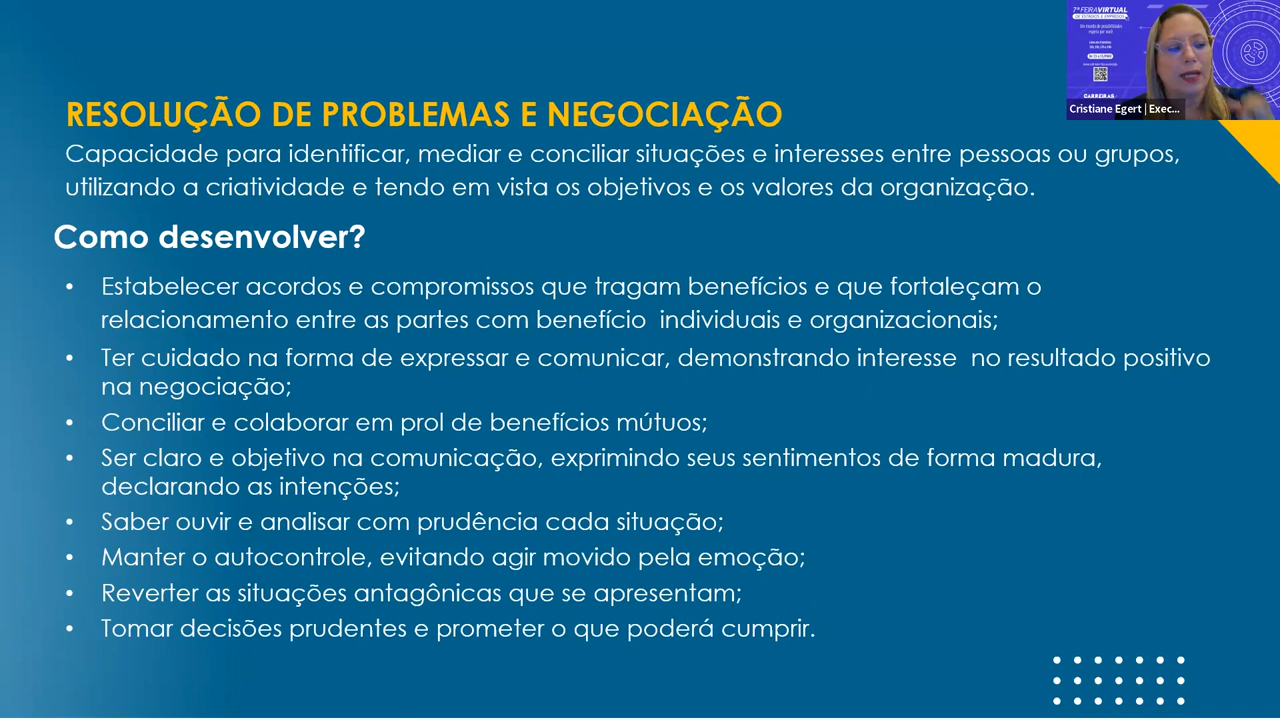 7ª FEIRA VIRTUAL
DE ESTÁGIOS E EMPREGOS
CARREIRAS
Cristiane Egert | Exec...
RESOLUÇÃO DE PROBLEMAS E NEGOCIAÇÃO
Capacidade para identificar, mediar e conciliar situações e interesses entre pessoas ou grupos,
utilizando a criatividade e tendo em vista os objetivos e os valores da organização.
Como desenvolver?
• Estabelecer acordos e compromissos que tragam benefícios e que fortaleçam o
relacionamento entre as partes com benefício  individuais e organizacionais;
• Ter cuidado na forma de expressar e comunicar, demonstrando interesse  no resultado positivo
na negociação;
• Conciliar e colaborar em prol de benefícios mútuos;
• Ser claro e objetivo na comunicação, exprimindo seus sentimentos de forma madura,
declarando as intenções;
• Saber ouvir e analisar com prudência cada situação;
• Manter o autocontrole, evitando agir movido pela emoção;
• Reverter as situações antagônicas que se apresentam;
• Tomar decisões prudentes e prometer o que poderá cumprir.